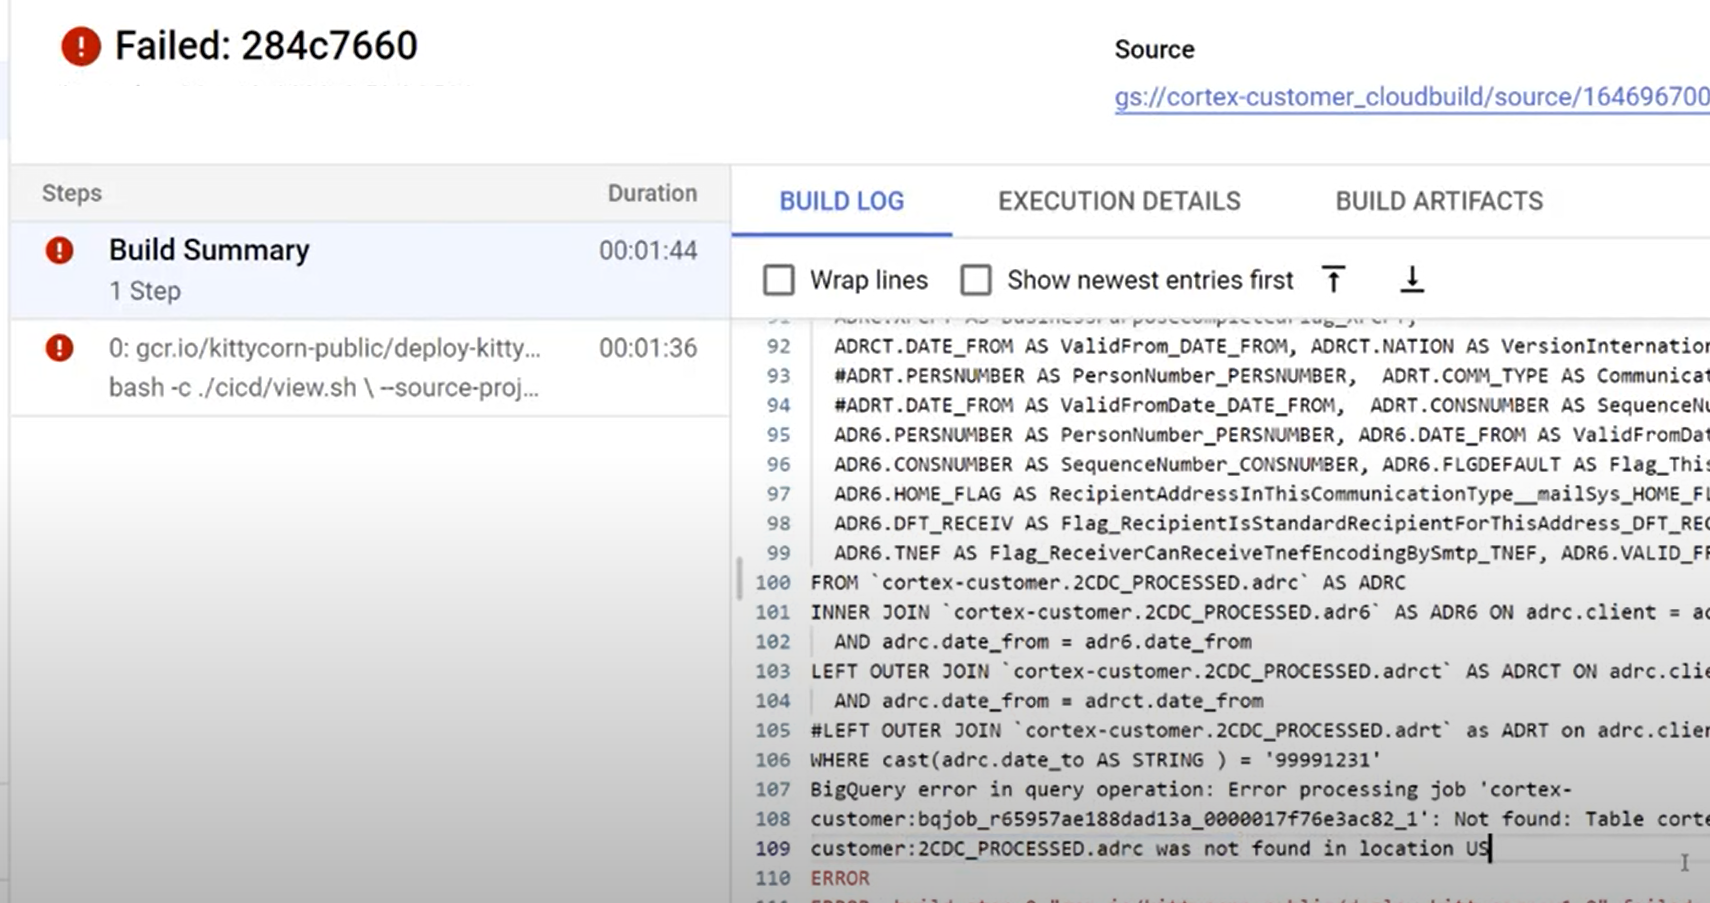 Failed: 284c7660
Source
gs://cortex-customer_cloudbuild/source/164696700
Steps Duration
Build Summary 00:01:44
1 Step
0: gcr.io/kittycorn-public/deploy-kitty... 00:01:36
bash -c ./cicd/view.sh \ --source-proj...
BUILD LOG EXECUTION DETAILS BUILD ARTIFACTS
Wrap lines Show newest entries first
92 ADRCT.DATE_FROM AS ValidFrom_DATE_FROM, ADRCT.NATION AS VersionInternation
93 #ADRT.PERSNUMBER AS PersonNumber_PERSNUMBER, ADRT.COMM_TYPE AS Communicat
94 #ADRT.DATE_FROM AS ValidFromDate_DATE_FROM, ADRT.CONSNUMBER AS SequenceNu
95 ADR6.PERSNUMBER AS PersonNumber_PERSNUMBER, ADR6.DATE_FROM AS ValidFromDat
96 ADR6.CONSNUMBER AS SequenceNumber_CONSNUMBER, ADR6.FLGDEFAULT AS Flag_This
97 ADR6.HOME_FLAG AS RecipientAddressInThisCommunicationType__mailSys_HOME_FL
98 ADR6.DFT_RECEIV AS Flag_RecipientIsStandardRecipientForThisAddress_DFT_REC
99 ADR6.TNEF AS Flag_ReceiverCanReceiveTnefEncodingBySmtp_TNEF, ADR6.VALID_FR
100 FROM `cortex-customer.2CDC_PROCESSED.adrc` AS ADRC
101 INNER JOIN `cortex-customer.2CDC_PROCESSED.adr6` AS ADR6 ON adrc.client = ad
102 AND adrc.date_from = adr6.date_from
103 LEFT OUTER JOIN `cortex-customer.2CDC_PROCESSED.adrct` AS ADRCT ON adrc.clie
104 AND adrc.date_from = adrct.date_from
105 #LEFT OUTER JOIN `cortex-customer.2CDC_PROCESSED.adrt` as ADRT on adrc.clien
106 WHERE cast(adrc.date_to AS STRING ) = '99991231'
107 BigQuery error in query operation: Error processing job 'cortex-
108 customer:bqjob_r65957ae188dad13a_0000017f76e3ac82_1': Not found: Table corte
109 customer:2CDC_PROCESSED.adrc was not found in location US
110 ERROR